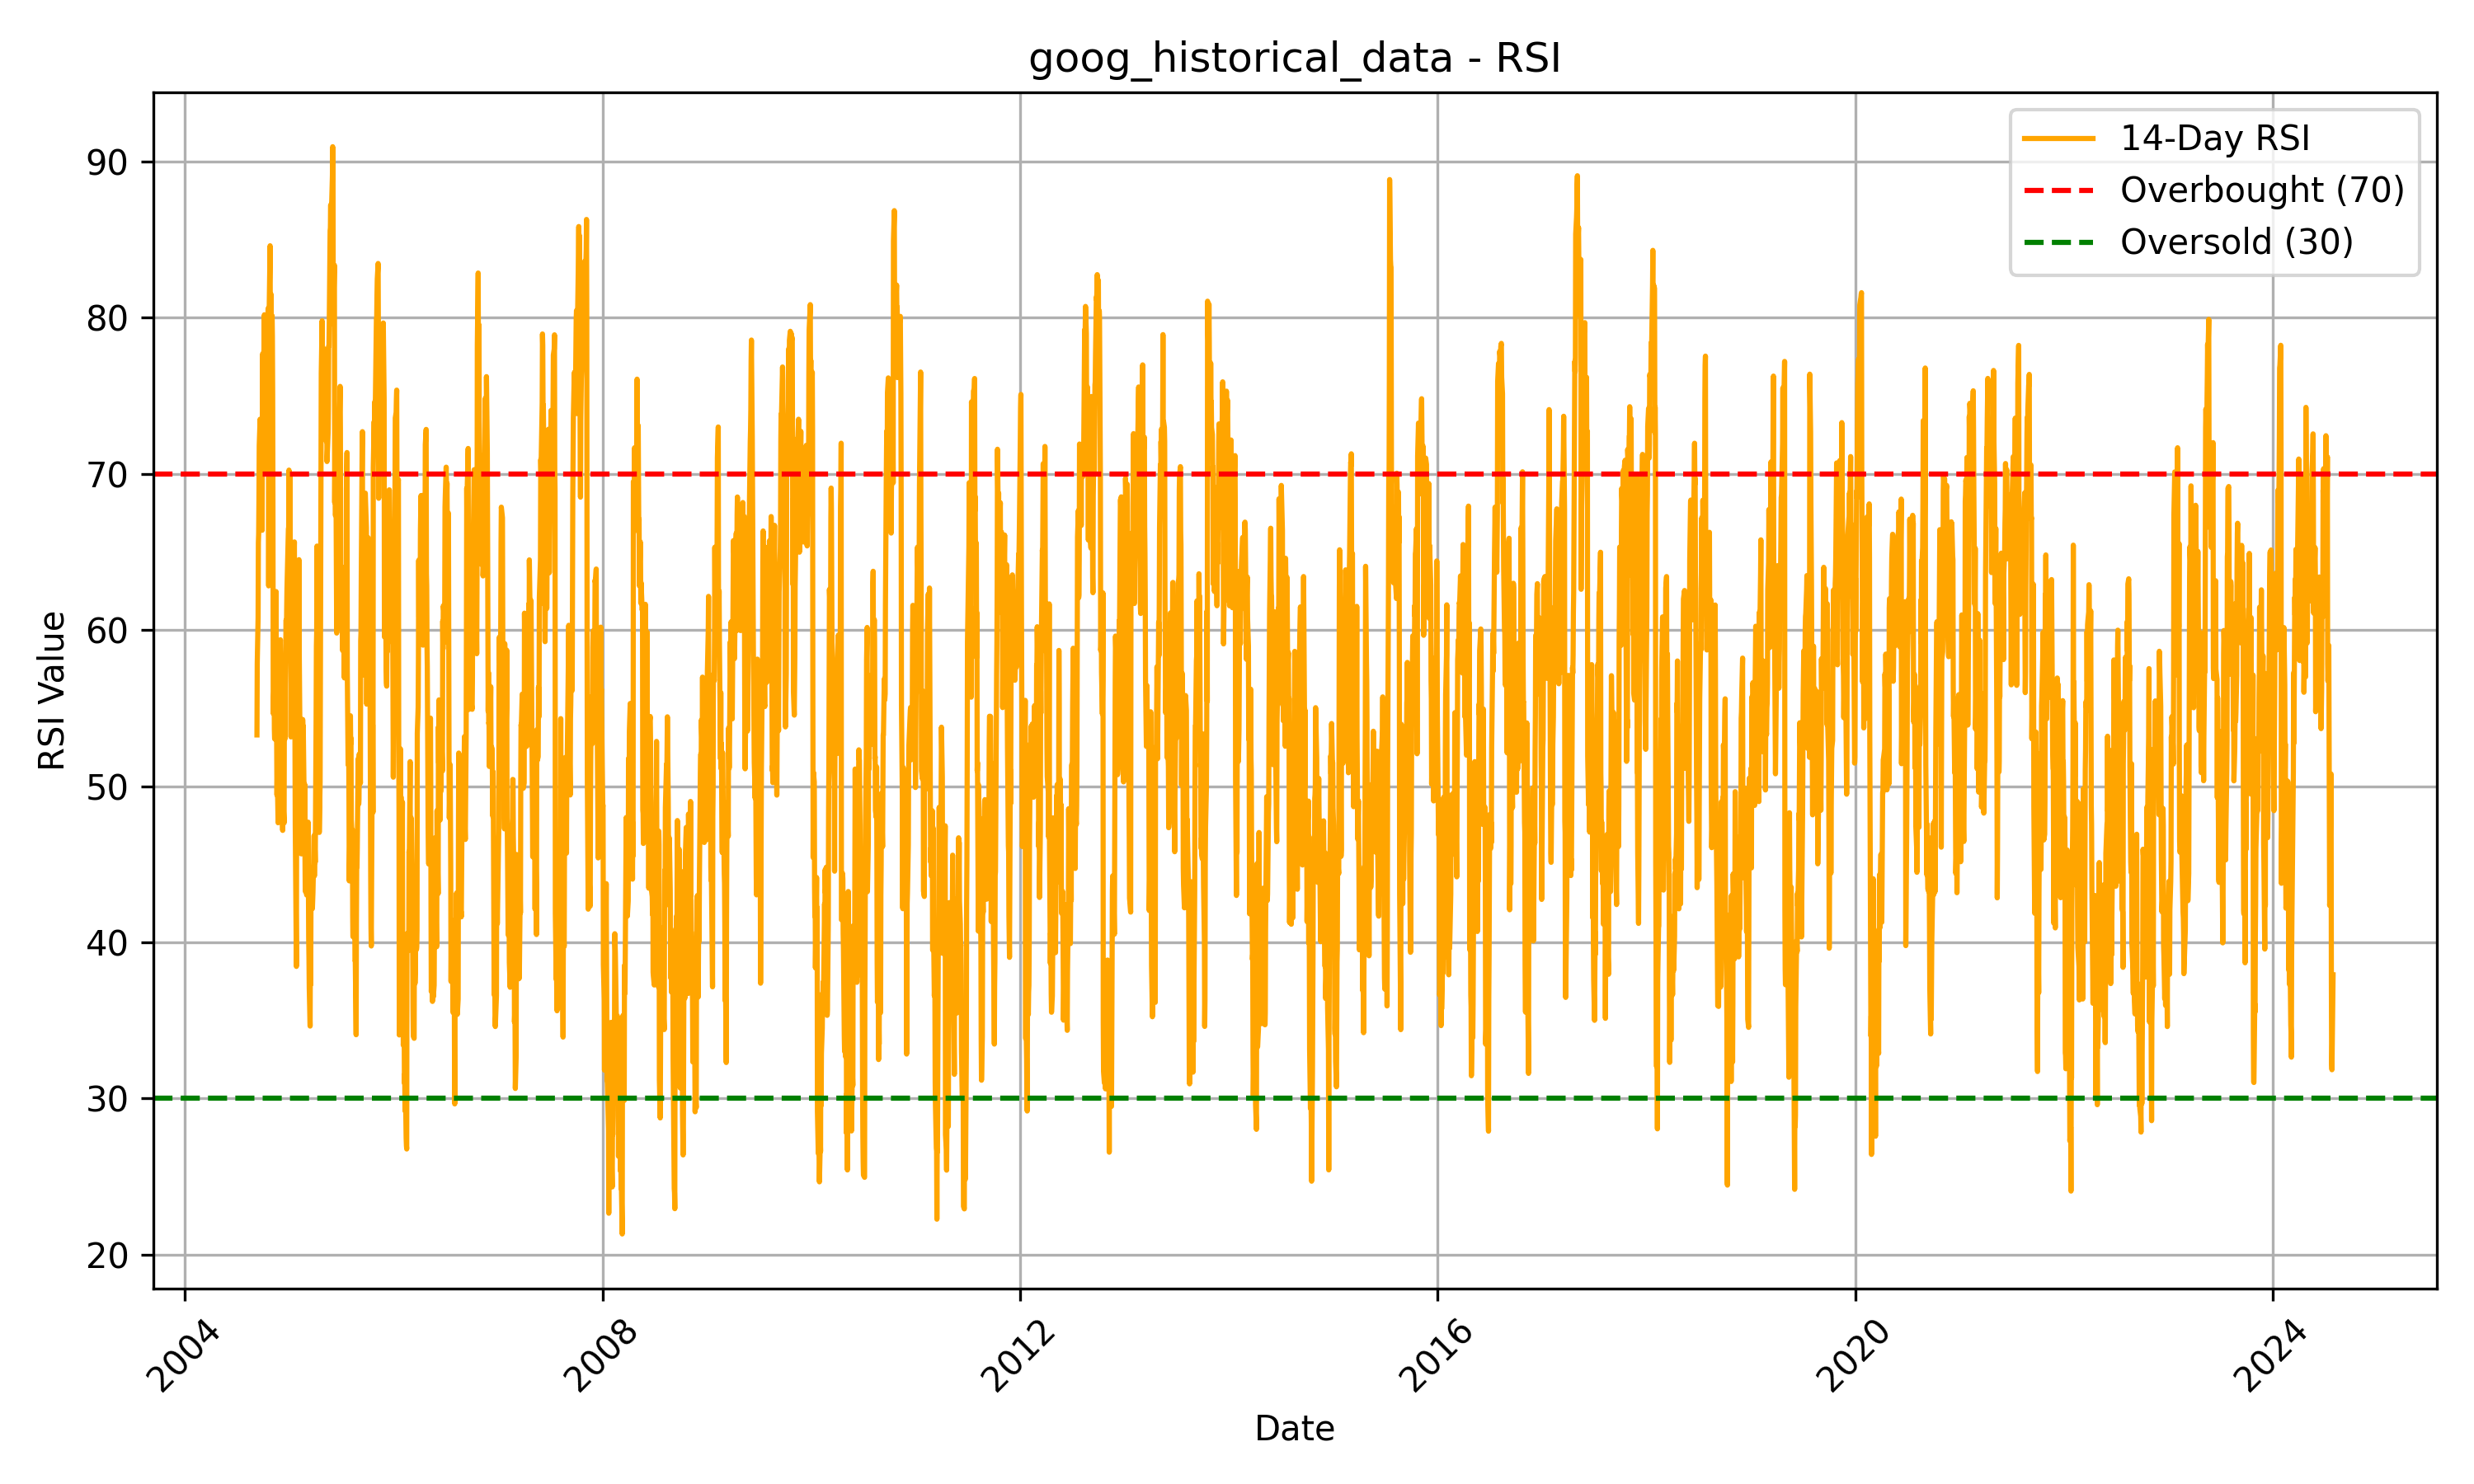 goog_historical_data - RSI
14-Day RSI
Overbought (70)
Oversold (30)
RSI Value
90
80
70
60
50
40
30
20
2004
2008
2012
2016
2020
2024
Date